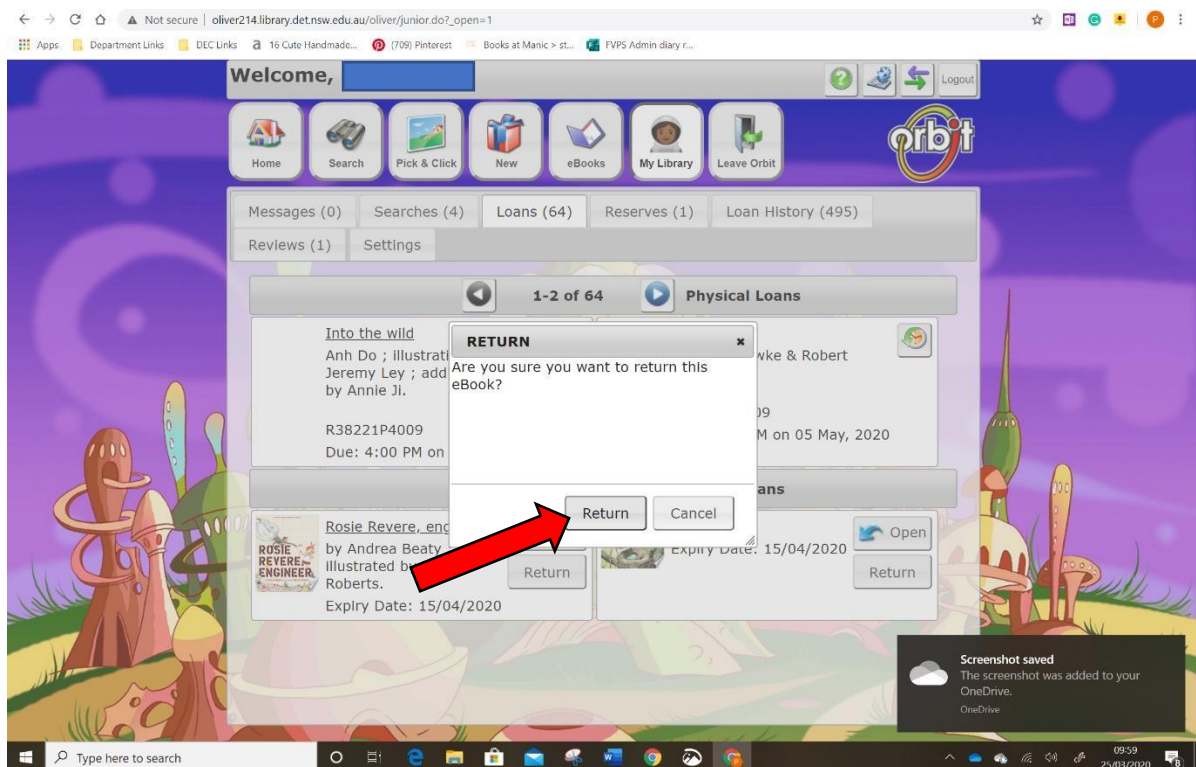 Not secure | oliver214.library.det.nsw.edu.au/oliver/junior.do?_open=1
Apps Department Links DEC Links 16 Cute Handmade... (709) Pinterest Books at Manic > st... FVPS Admin diary r...
Welcome,
Logout
Home Search Pick & Click New eBooks My Library Leave Orbit
orbit
Messages (0) Searches (4) Loans (64) Reserves (1) Loan History (495)
Reviews (1) Settings
1-2 of 64 Physical Loans
Into the wild
Anh Do ; illustrati
Jeremy Ley ; add
by Annie Ji.
R38221P4009
Due: 4:00 PM on
wke & Robert
09
M on 05 May, 2020
RETURN
Are you sure you want to return this
eBook?
Return Cancel
ans
ROSIE
REVERE,
ENGINEER
Rosie Revere, eng
by Andrea Beaty
illustrated by
Roberts.
Expiry Date: 15/04/2020
Return
Expiry Date: 15/04/2020
Open
Return
Screenshot saved
The screenshot was added to your
OneDrive.
OneDrive
Type here to search
09:59
25/03/2020